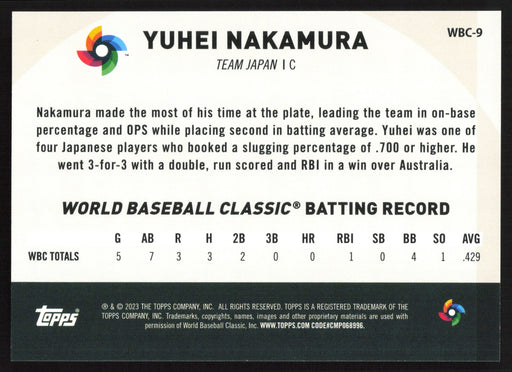 WBC-9
YUHEI NAKAMURA
TEAM JAPAN I C
Nakamura made the most of his time at the plate, leading the team in on-base
percentage and OPS while placing second in batting average. Yuhei was one of
four Japanese players who booked a slugging percentage of .700 or higher. He
went 3-for-3 with a double, run scored and RBI in a win over Australia.
WORLD BASEBALL CLASSIC® BATTING RECORD
G AB R H 2B 3B HR RBI SB BB SO AVG
WBC TOTALS 5 7 3 3 2 0 0 1 0 4 1 .429
topps
® & © 2023 THE TOPPS COMPANY, INC. ALL RIGHTS RESERVED. TOPPS IS A REGISTERED TRADEMARK OF THE
TOPPS COMPANY, INC. Trademarks, copyrights, names, images and other proprietary materials are used with
permission of World Baseball Classic, Inc. WWW.TOPPS.COM CODE#CMP068996.